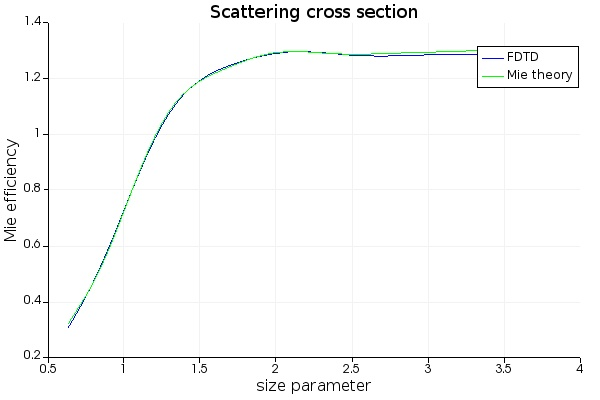 Scattering cross section
1.4
1.2
1
0.8
0.6
0.4
0.2
Mie efficiency
FDTD
Mie theory
0.5 1 1.5 2 2.5 3 3.5 4
size parameter